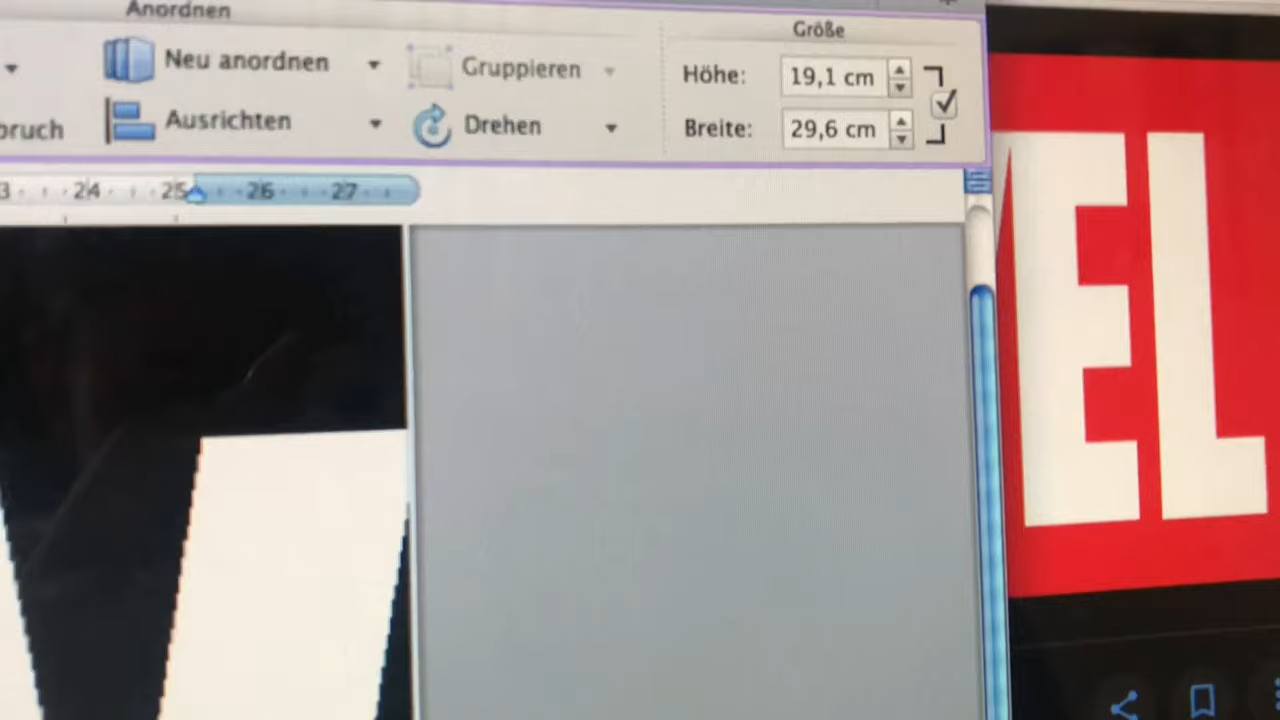 Anordnen
Größe
Neu anordnen
Gruppieren
Höhe: 19,1 cm
bruch
Ausrichten
Drehen
Breite: 29,6 cm
3 24 25 26 27
EL